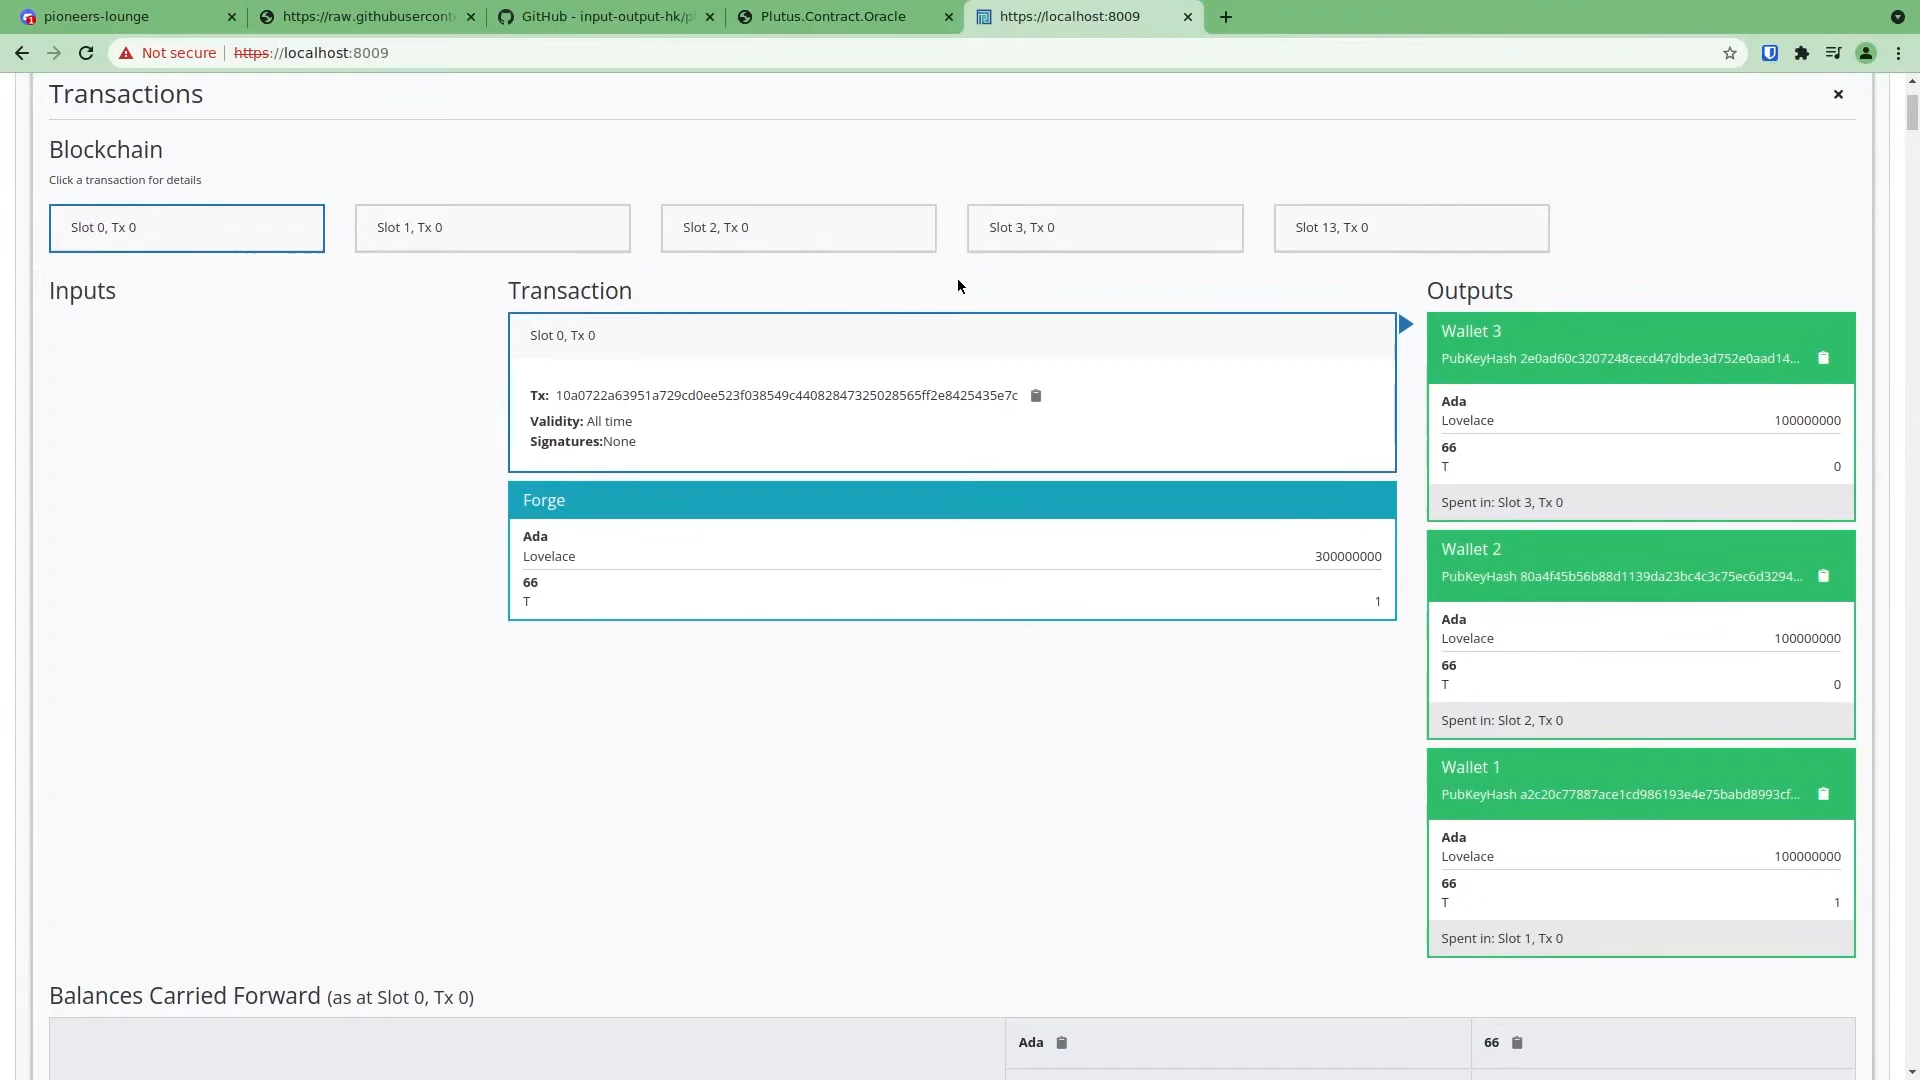 pioneers-lounge
https://raw.githubusercont
GitHub - input-output-hk/pl
Plutus.Contract.Oracle
https://localhost:8009
Not secure
https://localhost:8009
Transactions
Blockchain
Click a transaction for details
Slot 0, Tx 0
Slot 1, Tx 0
Slot 2, Tx 0
Slot 3, Tx 0
Slot 13, Tx 0
Inputs
Transaction
Slot 0, Tx 0
Tx: 10a0722a63951a729cd0ee523f038549c44082847325028565ff2e8425435e7c
Validity: All time
Signatures:None
Forge
Ada
Lovelace 300000000
66
T 1
Outputs
Wallet 3
PubKeyHash 2e0ad60c3207248cecd47dbde3d752e0aad14...
Ada
Lovelace 100000000
66
T 0
Spent in: Slot 3, Tx 0
Wallet 2
PubKeyHash 80a4f45b56b88d1139da23bc4c3c75ec6d3294...
Ada
Lovelace 100000000
66
T 0
Spent in: Slot 2, Tx 0
Wallet 1
PubKeyHash a2c20c77887ace1cd986193e4e75babd8993cf...
Ada
Lovelace 100000000
66
T 1
Spent in: Slot 1, Tx 0
Balances Carried Forward (as at Slot 0, Tx 0)
Ada
66